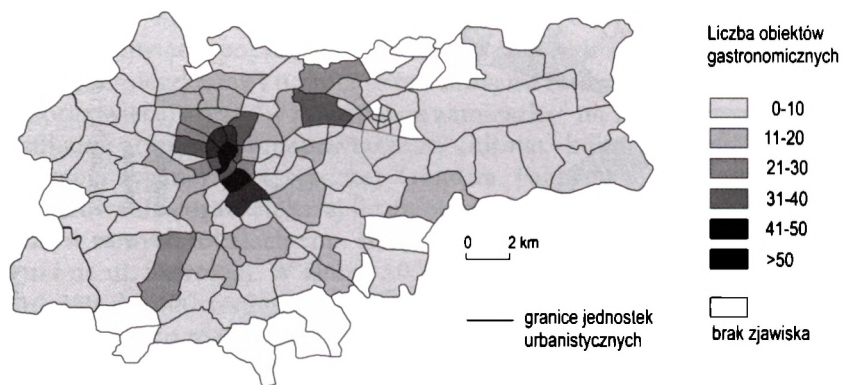 Liczba obiektów
gastronomicznych
0-10
11-20
21-30
31-40
41-50
>50
brak zjawiska
0 2 km
granice jednostek
urbanistycznych